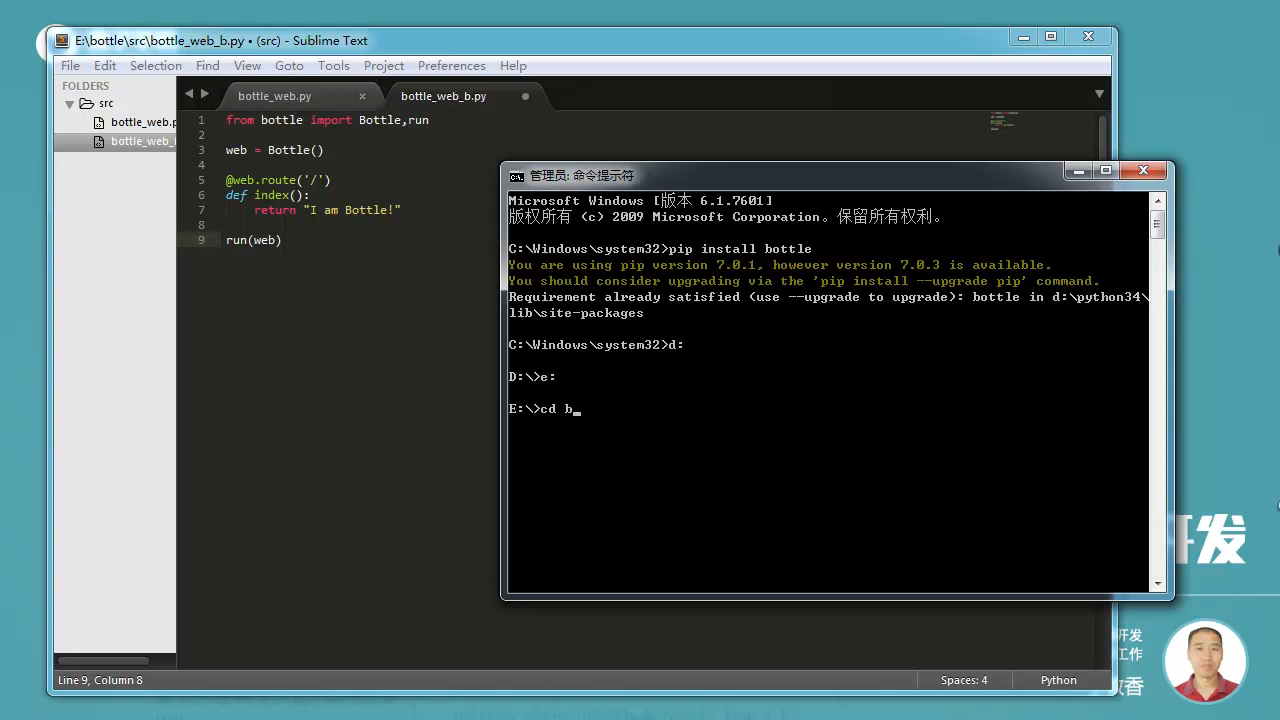 E:\bottle\src\bottle_web_b.py • (src) - Sublime Text
File Edit Selection Find View Goto Tools Project Preferences Help
FOLDERS
src
bottle_web.p
bottle_web_
bottle_web.py
bottle_web_b.py
1 from bottle import Bottle,run
2
3 web = Bottle()
4
5 @web.route('/')
6 def index():
7 return "I am Bottle!"
8
9 run(web)
Line 9, Column 8
Spaces: 4
Python
管理员: 命令提示符
Microsoft Windows [版本 6.1.7601]
版权所有 (c) 2009 Microsoft Corporation。保留所有权利。
C:\Windows\system32>pip install bottle
You are using pip version 7.0.1, however version 7.0.3 is available.
You should consider upgrading via the 'pip install --upgrade pip' command.
Requirement already satisfied (use --upgrade to upgrade): bottle in d:\python34\
lib\site-packages
C:\Windows\system32>d:
D:\>e:
E:\>cd b_
发
开发
工作
香